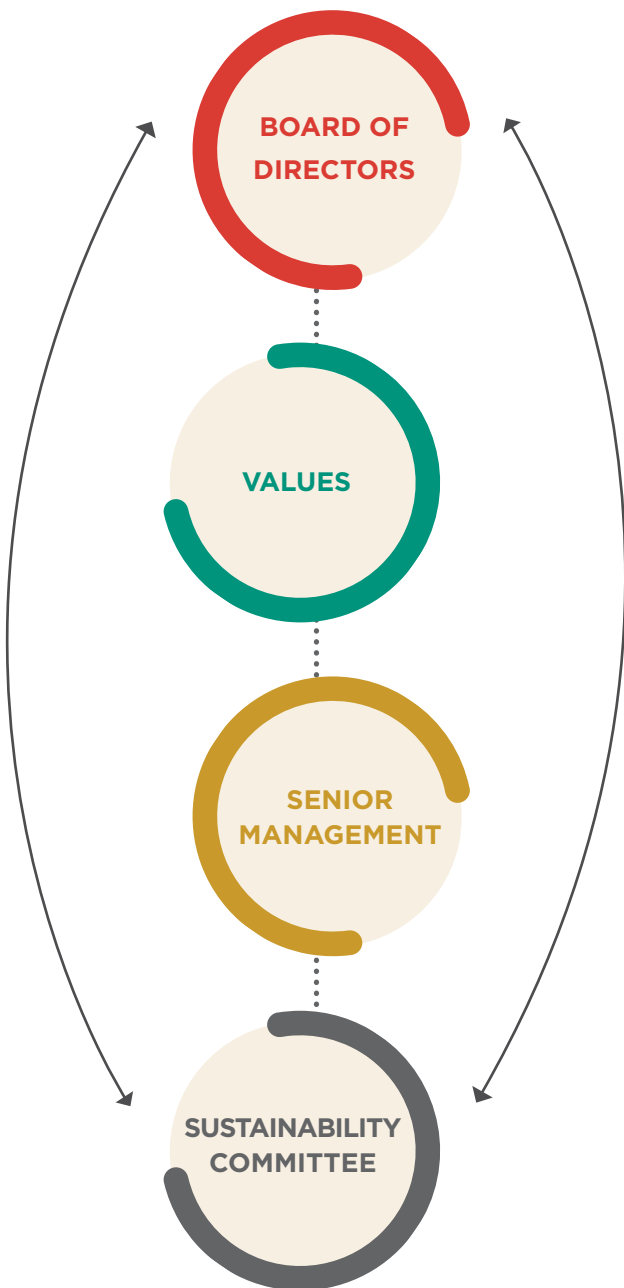 BOARD OF
DIRECTORS
VALUES
SENIOR
MANAGEMENT
SUSTAINABILITY
COMMITTEE